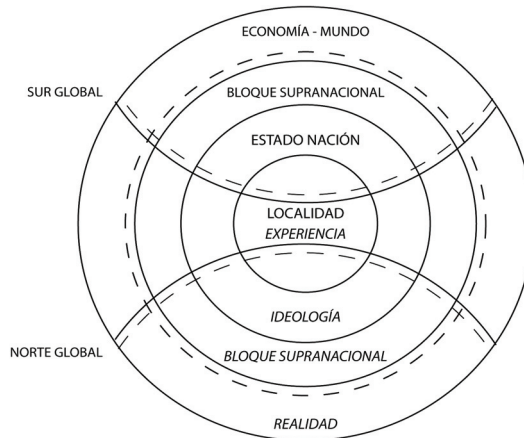 ECONOMÍA - MUNDO
SUR GLOBAL
BLOQUE SUPRANACIONAL
ESTADO NACIÓN
LOCALIDAD
EXPERIENCIA
IDEOLOGÍA
NORTE GLOBAL
BLOQUE SUPRANACIONAL
REALIDAD